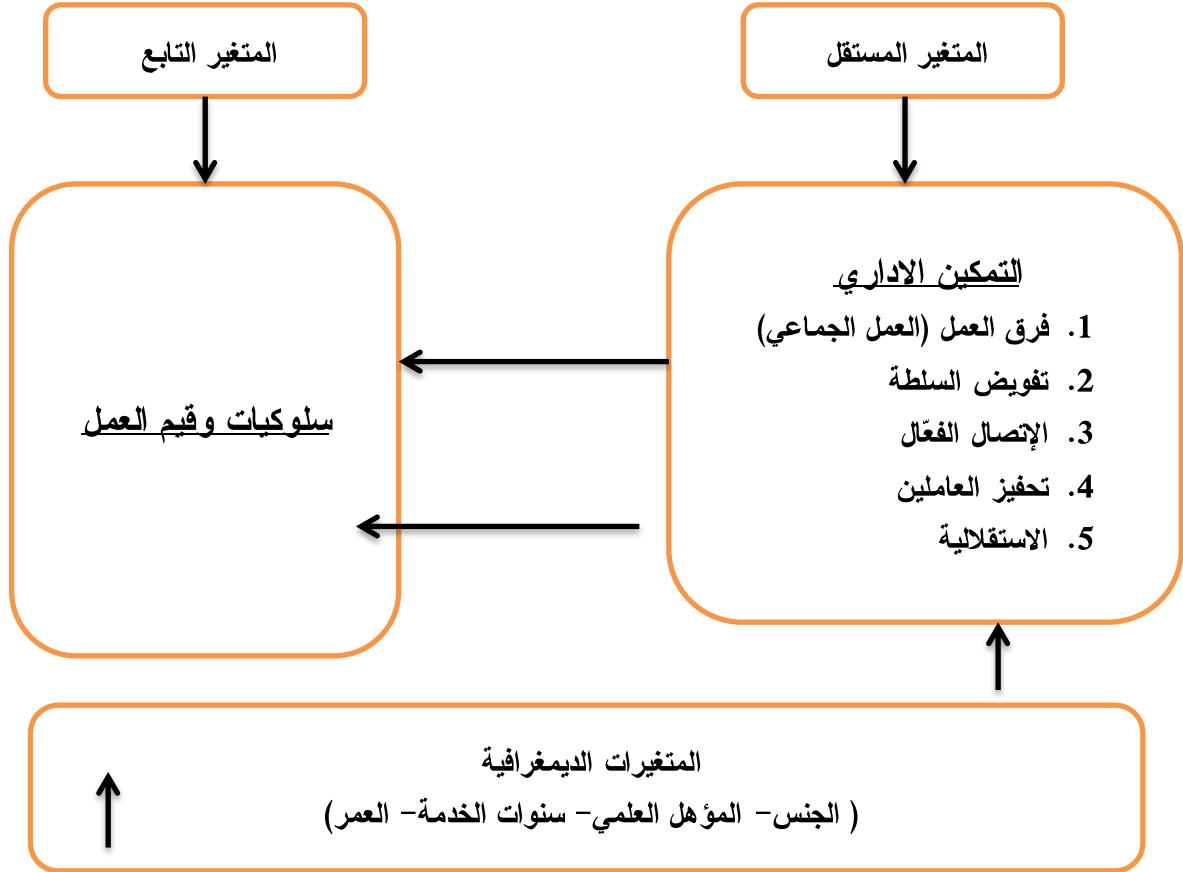 المتغير المستقل
المتغير التابع
التمكين الاداري
1. فرق العمل (العمل الجماعي)
2. تفويض السلطة
3. الإتصال الفعّال
4. تحفيز العاملين
5. الاستقلالية
سلوكيات وقيم العمل
المتغيرات الديمغرافية
( الجنس- المؤهل العلمي- سنوات الخدمة- العمر)